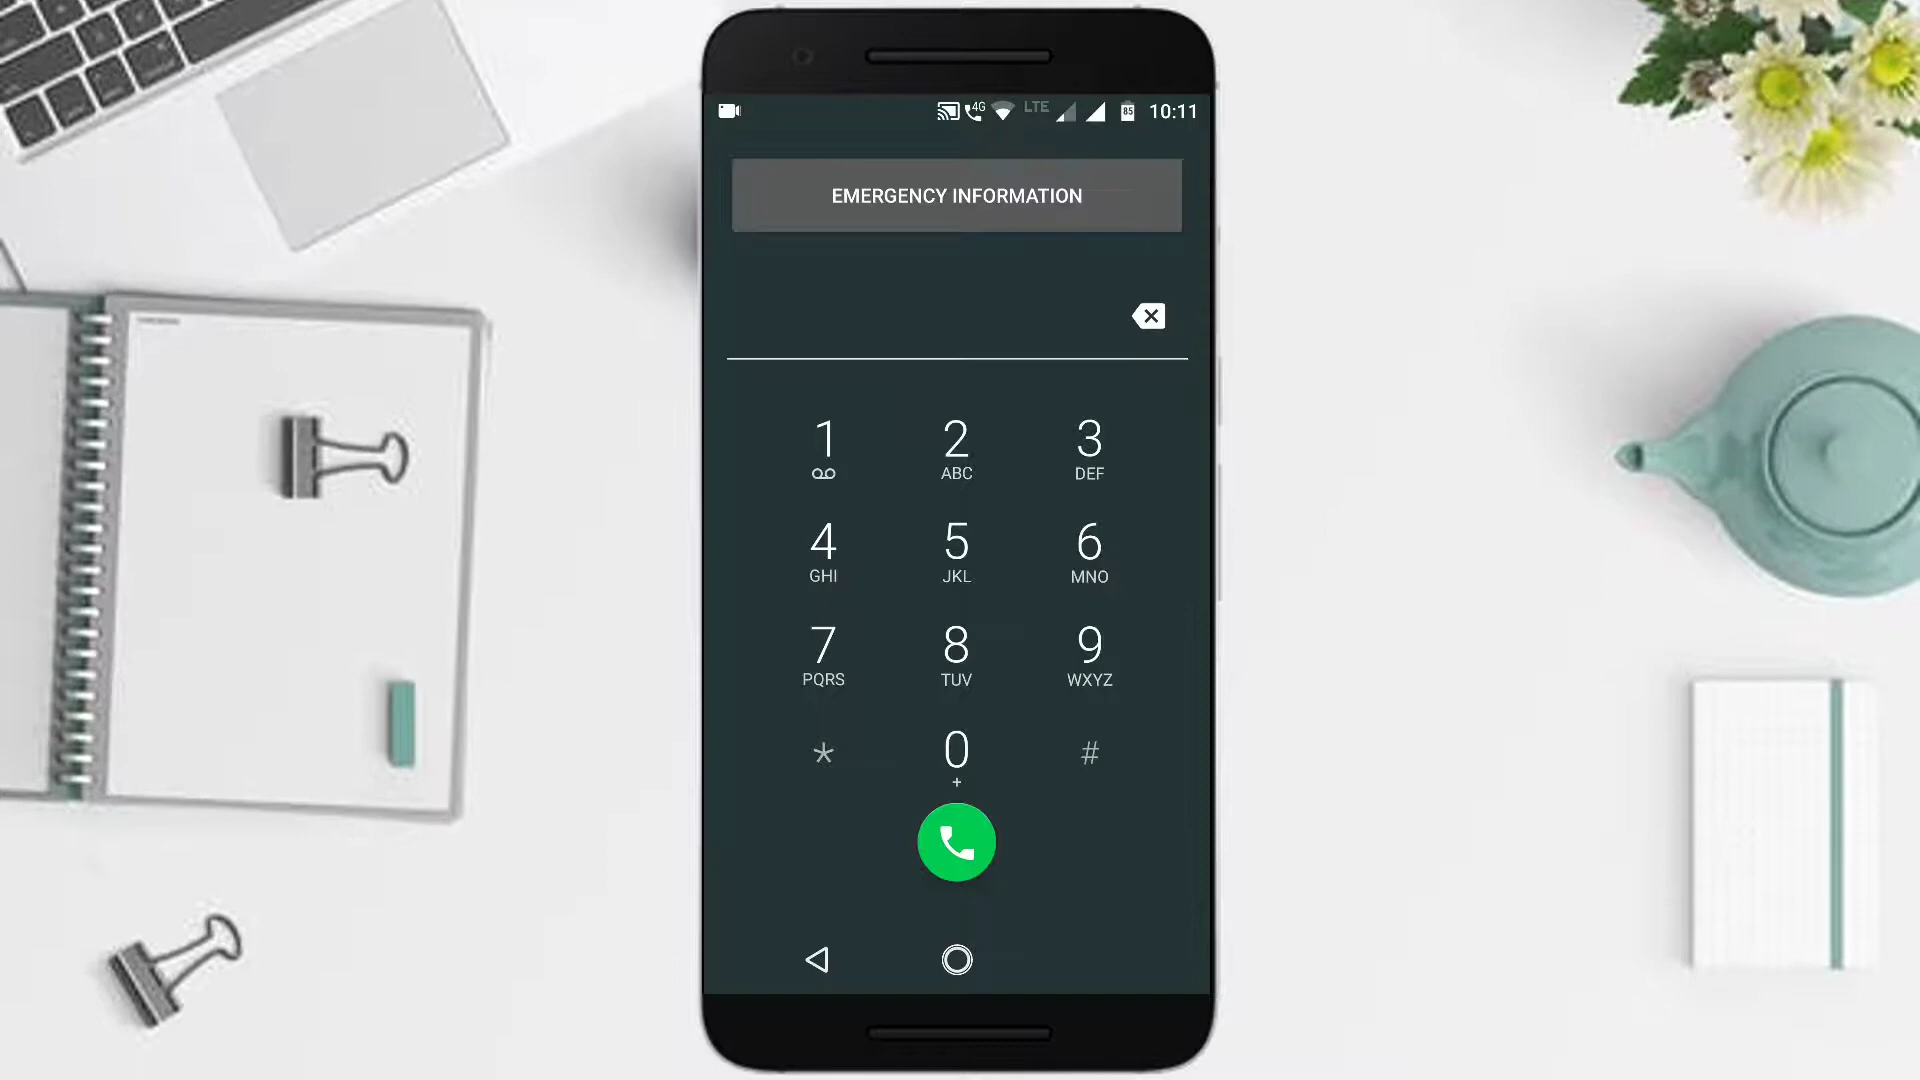 4G LTE 85 10:11
EMERGENCY INFORMATION
1 2 3
ABC DEF
4 5 6
GHI JKL MNO
7 8 9
PQRS TUV WXYZ
* 0 #
+